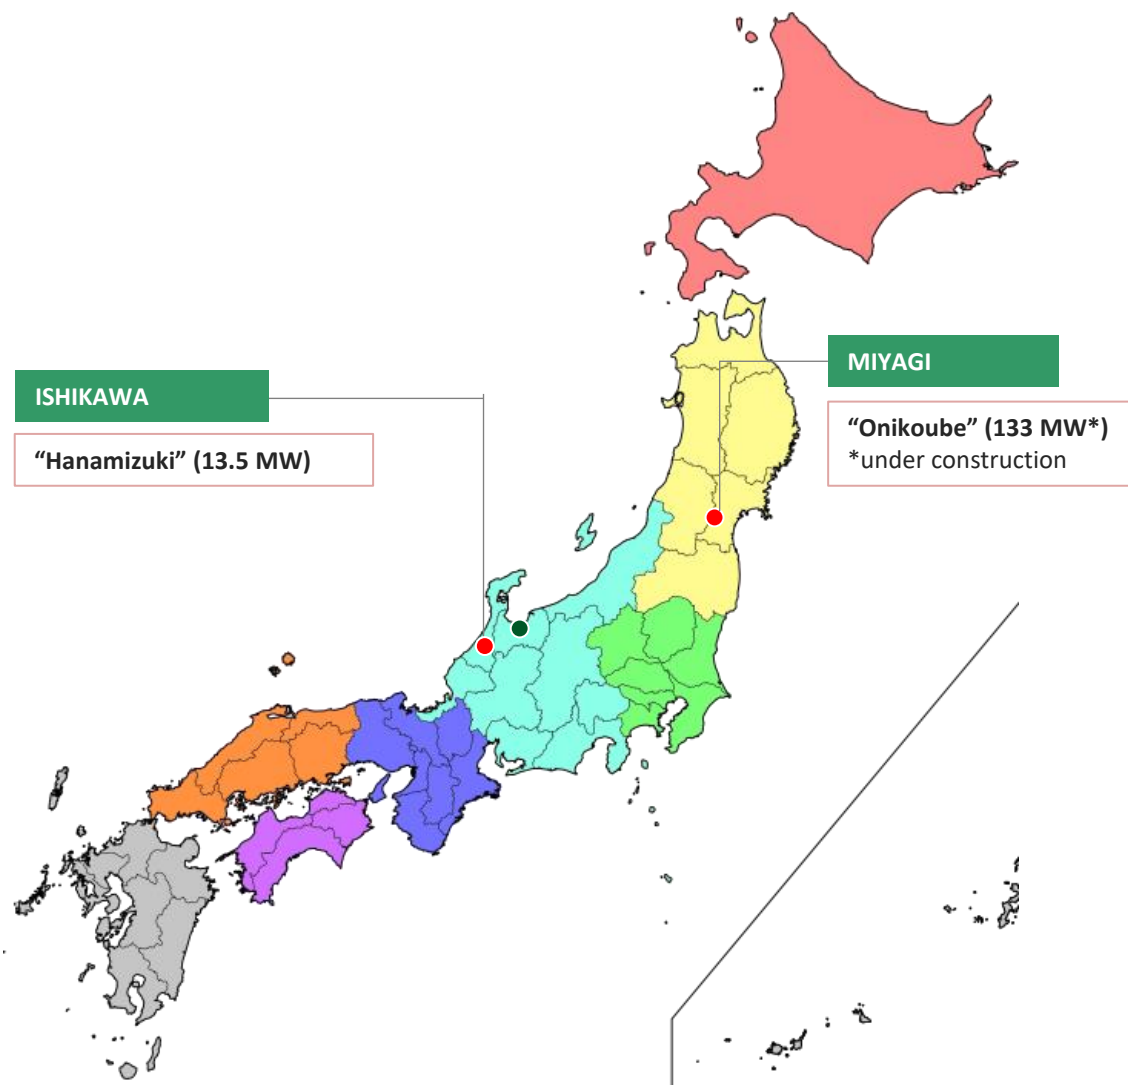 ISHIKAWA
“Hanamizuki” (13.5 MW)
MIYAGI
“Onikoube” (133 MW*)
*under construction